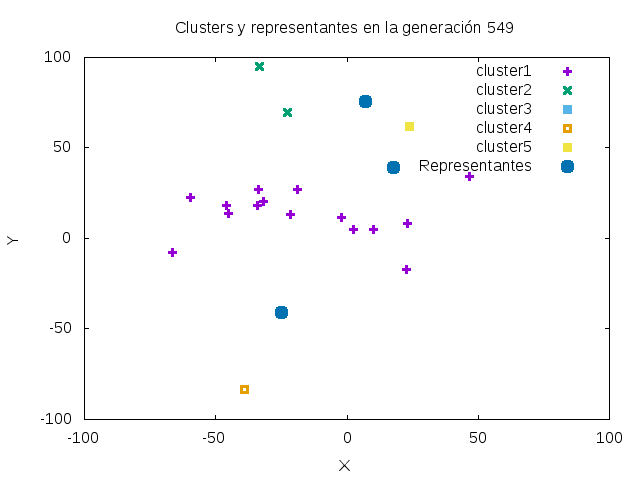 Clusters y representantes en la generación 549
100
50
0
-50
-100
-100
-50
0
50
100
Y
X
cluster1
cluster2
cluster3
cluster4
cluster5
Representantes